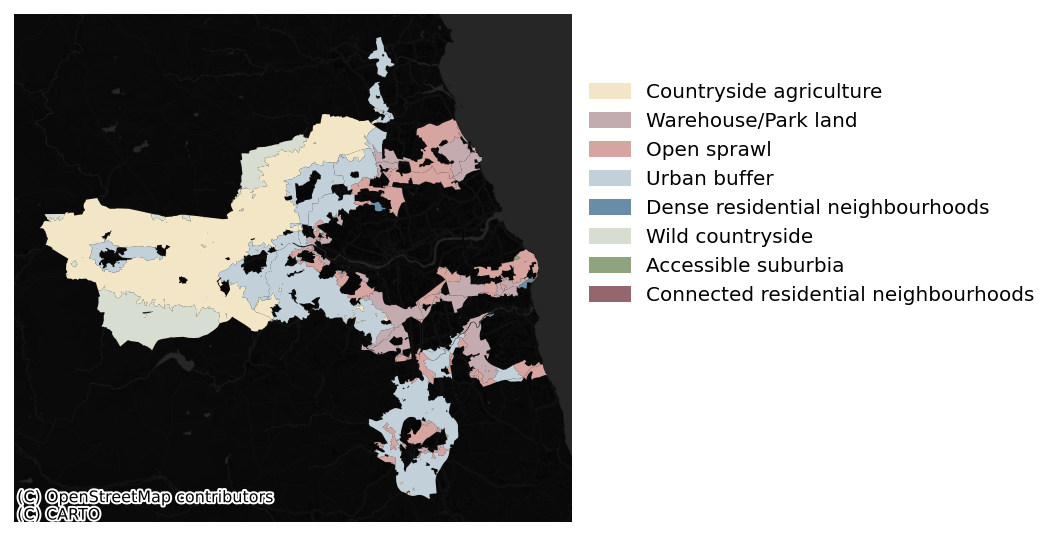 Countryside agriculture
Warehouse/Park land
Open sprawl
Urban buffer
Dense residential neighbourhoods
Wild countryside
Accessible suburbia
Connected residential neighbourhoods
(C) OpenStreetMap contributors
(C) CARTO